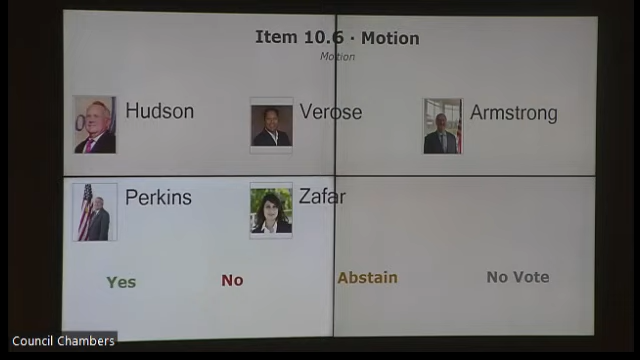 Item 10.6 · Motion
Motion
Hudson
Verose
Armstrong
Perkins
Zafar
Yes
No
Abstain
No Vote
Council Chambers